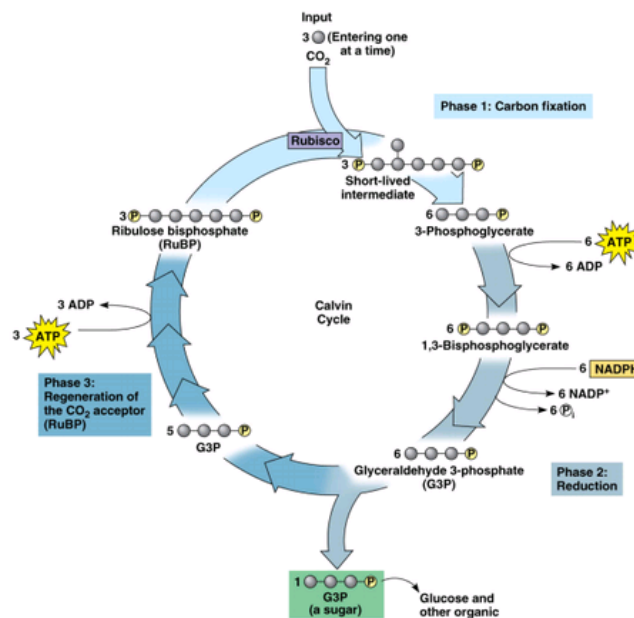 Input
3 (Entering one
at a time)
CO2
Phase 1: Carbon fixation
Rubisco
3 P P
Short-lived
intermediate
3 P P
Ribulose bisphosphate
(RuBP)
6 P
3-Phosphoglycerate
6 ATP
6 ADP
3 ADP
3 ATP
Calvin
Cycle
6 P P
1,3-Bisphosphoglycerate
6 NADPH
6 NADP+
6 Pi
Phase 3:
Regeneration of
the CO2 acceptor
(RuBP)
5 P
G3P
6 P
Glyceraldehyde 3-phosphate
(G3P)
Phase 2:
Reduction
1 P
G3P
(a sugar)
Glucose and
other organic